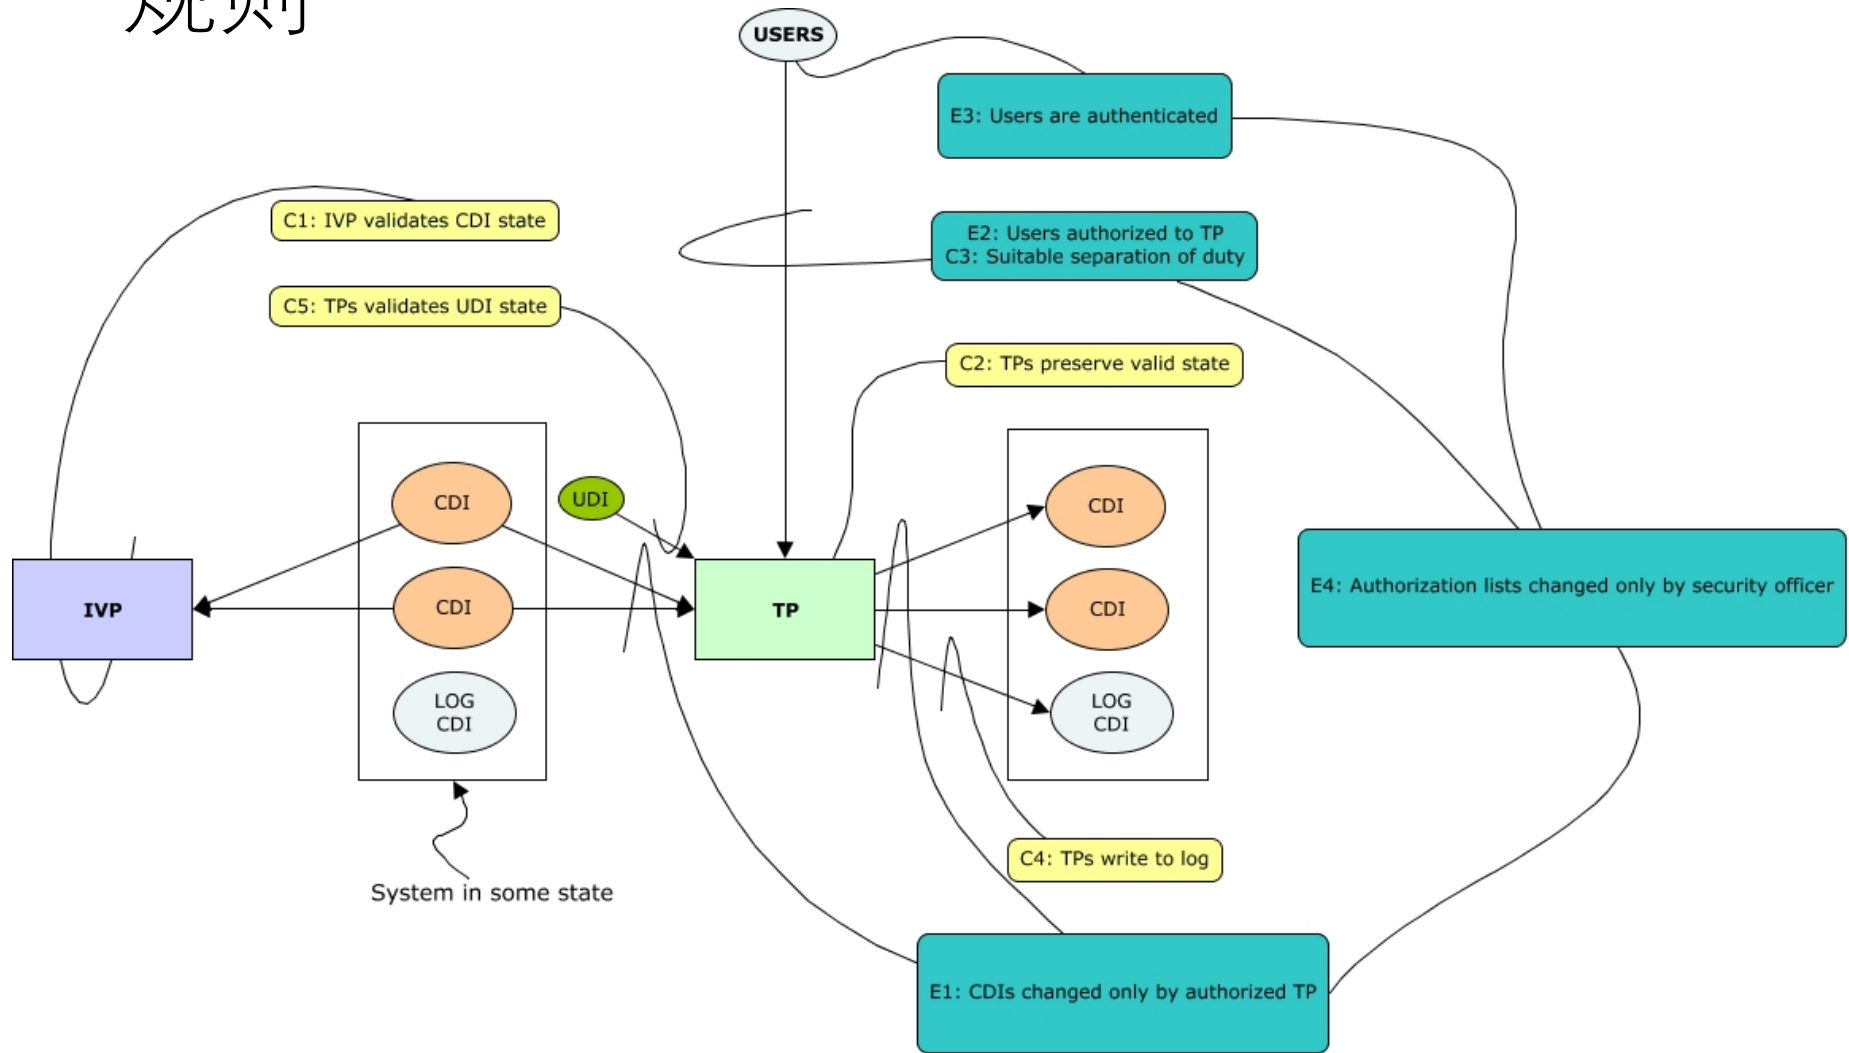 规则
USERS
E3: Users are authenticated
C1: IVP validates CDI state
E2: Users authorized to TP
C3: Suitable separation of duty
C5: TPs validates UDI state
C2: TPs preserve valid state
CDI
UDI
CDI
IVP
CDI
TP
CDI
E4: Authorization lists changed only by security officer
LOG
CDI
LOG
CDI
C4: TPs write to log
System in some state
E1: CDIs changed only by authorized TP